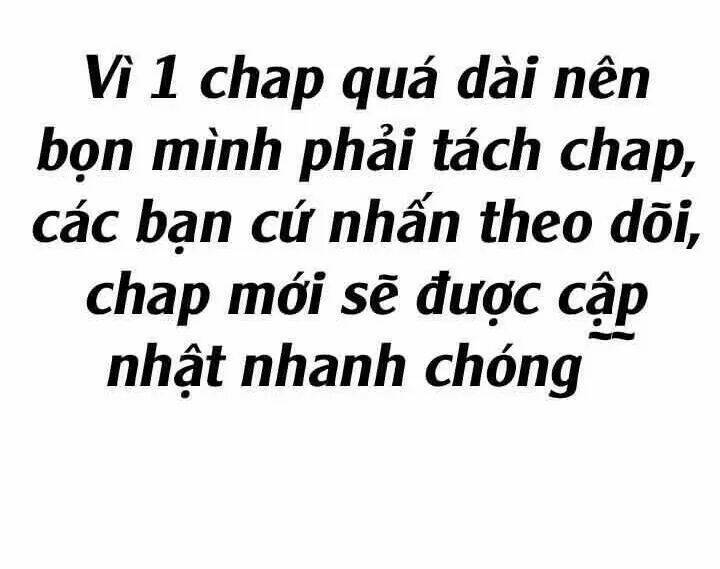 Vì 1 chap quá dài nên
bọn mình phải tách chap,
các bạn cứ nhấn theo dõi,
chap mới sẽ được cập
nhật nhanh chóng~~